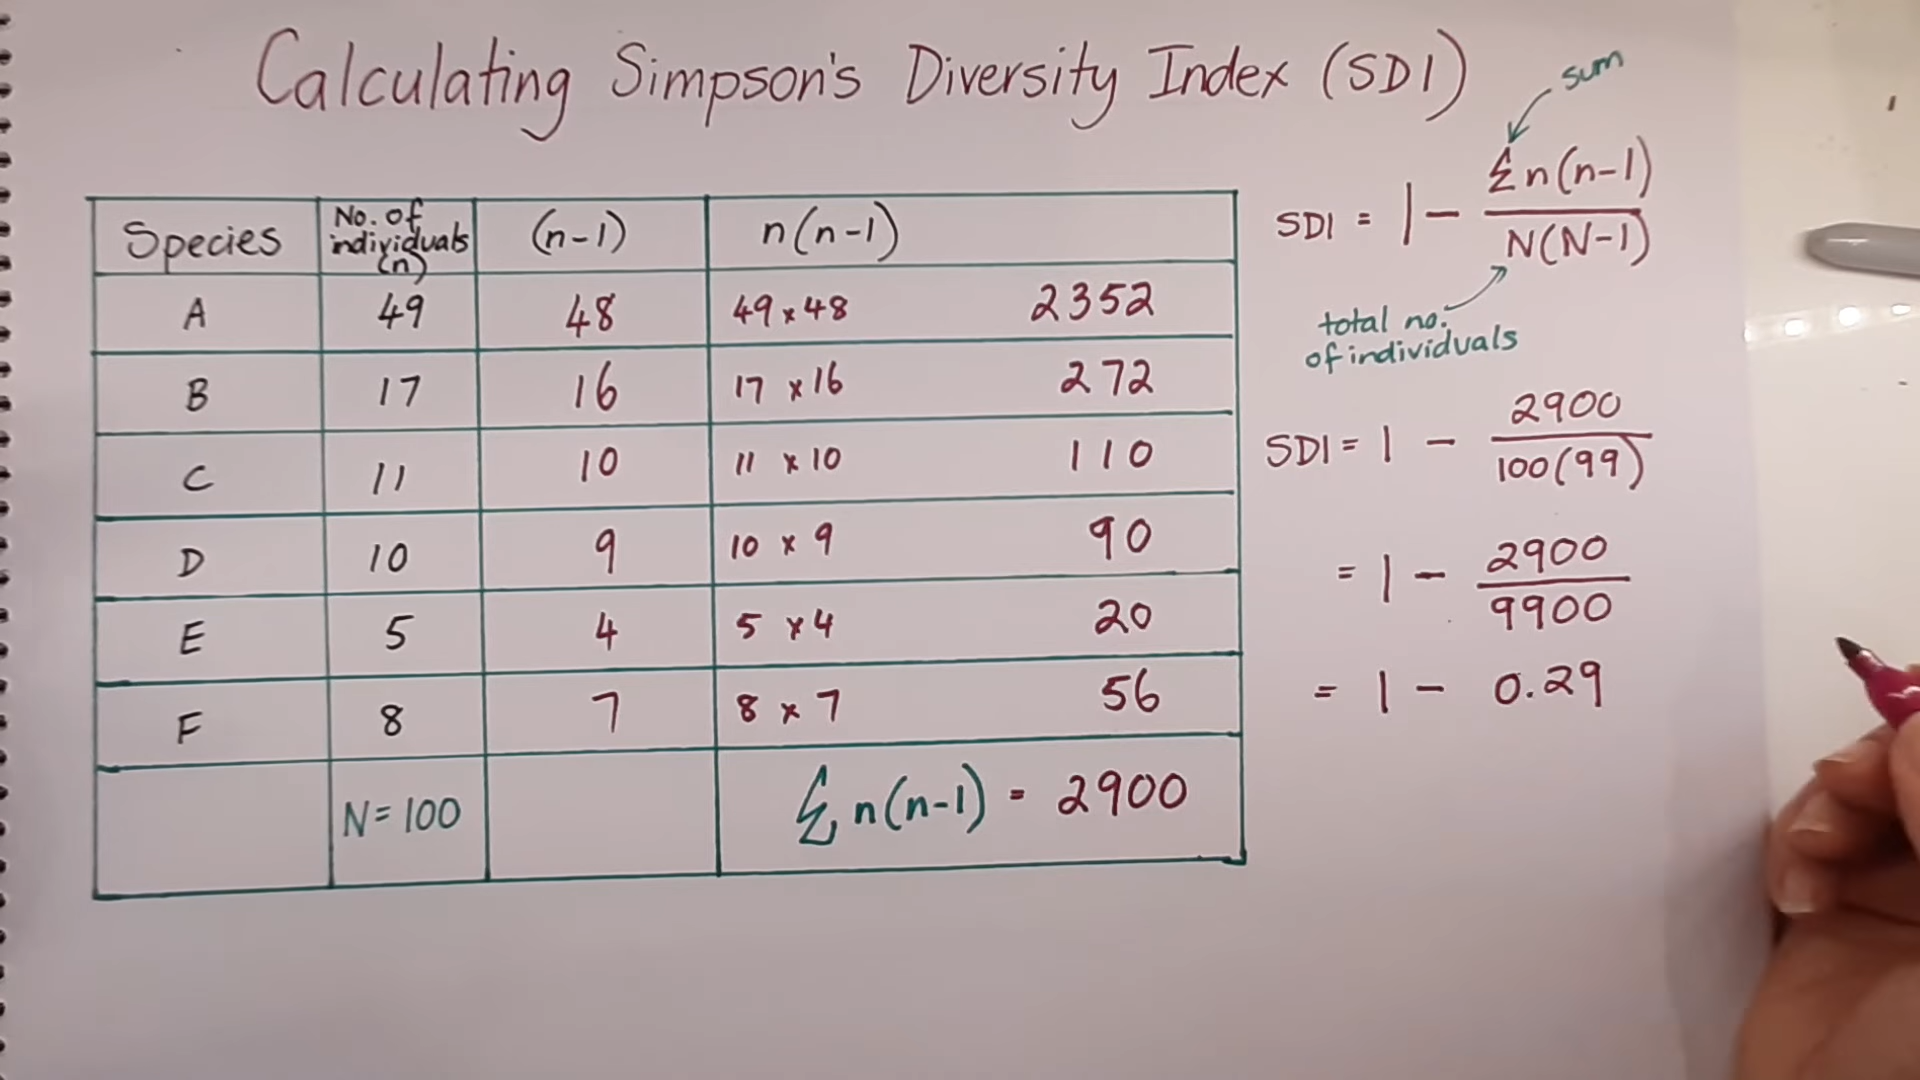 Calculating Simpson's Diversity Index (SDI)
sum
SDI = 1 - Σn(n-1)
N(N-1)
total no.
of individuals
Species No. of individuals (n) (n-1) n(n-1)
A 49 48 49 x 48 2352
B 17 16 17 x 16 272
C 11 10 11 x 10 110
D 10 9 10 x 9 90
E 5 4 5 x 4 20
F 8 7 8 x 7 56
N = 100 Σ n(n-1) = 2900
SDI = 1 - 2900
100(99)
= 1 - 2900
9900
= 1 - 0.29